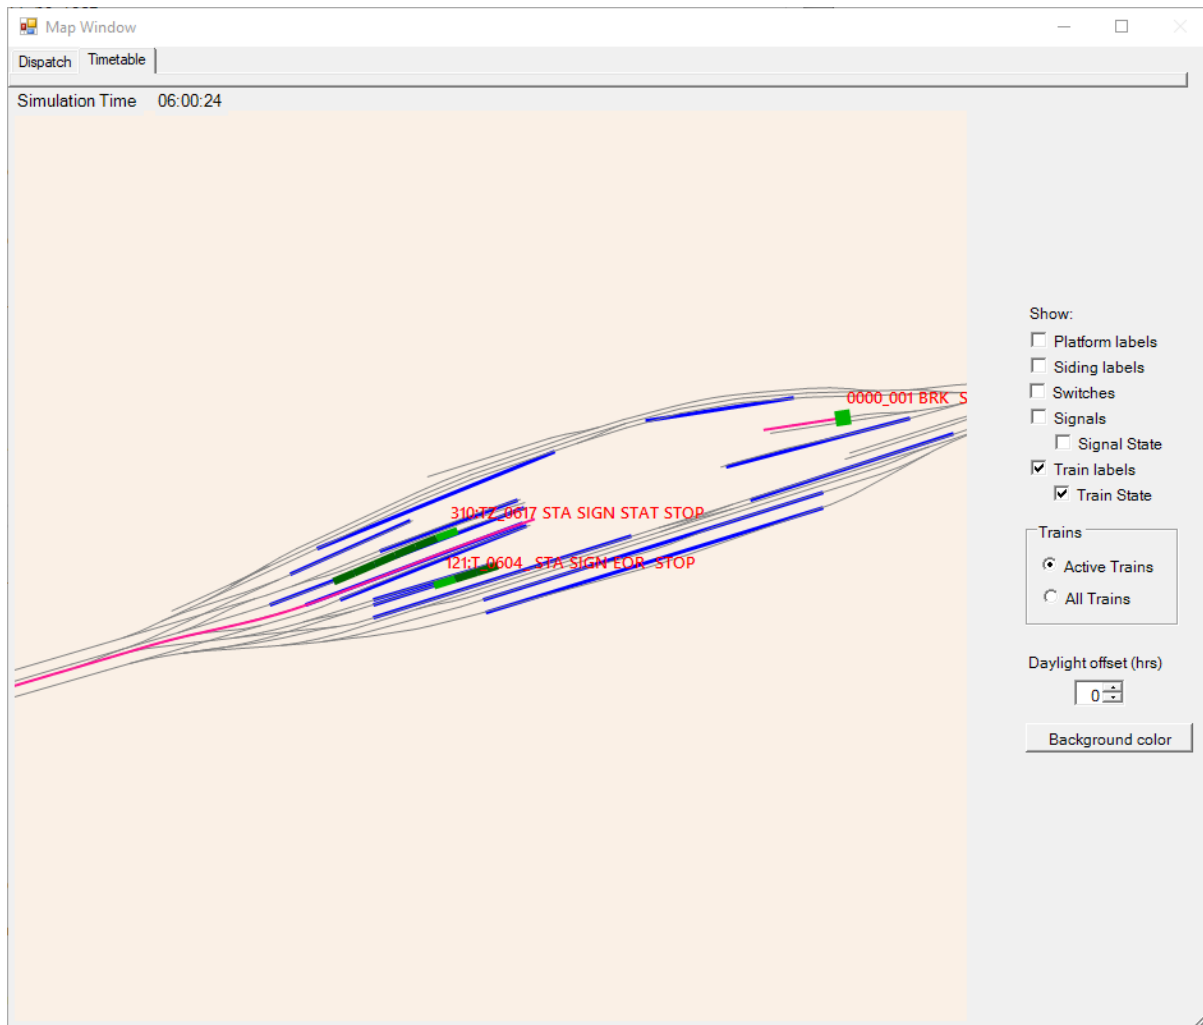 Map Window
Dispatch Timetable
Simulation Time 06:00:24
0000_001 BRK S
310:TZ_0617 STA SIGN STAT STOP
121:T_0604_ STA SIGN EOR STOP
Show:
Platform labels
Siding labels
Switches
Signals
Signal State
Train labels
Train State
Trains
Active Trains
All Trains
Daylight offset (hrs)
0
Background color